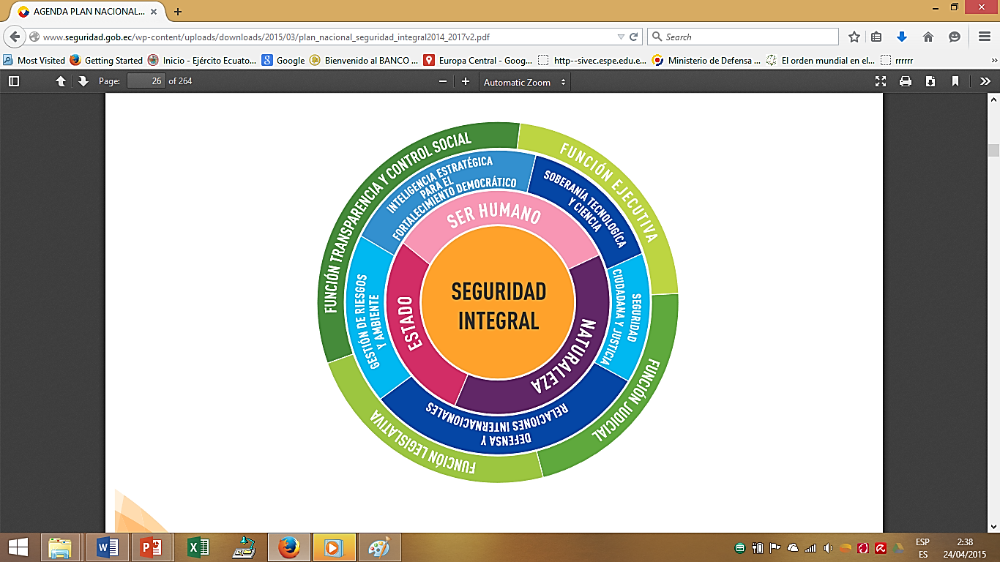 AGENDA PLAN NACIONAL...
www.seguridad.gob.ec/wp-content/uploads/downloads/2015/03/plan_nacional_seguridad_integral2014_2017v2.pdf
Search
Most Visited
Getting Started
Inicio - Ejército Ecuato...
Google
Bienvenido al BANCO ...
Europa Central - Goog...
http--sivec.espe.edu.e...
Ministerio de Defensa ...
El orden mundial en el...
rrrrrr
Page: 26 of 264
Automatic Zoom
FUNCIÓN TRANSPARENCIA Y CONTROL SOCIAL
FUNCIÓN EJECUTIVA
INTELIGENCIA ESTRATÉGICA
PARA EL
FORTALECIMIENTO DEMOCRÁTICO
SOBERANÍA TECNOLOGÍCA
Y CIENCIA
SER HUMANO
SEGURIDAD
INTEGRAL
ESTADO
NATURALEZA
GESTIÓN DE RIESGOS
Y AMBIENTE
SEGURIDAD
CIUDADANA Y JUSTICIA
DEFENSA Y
RELACIONES INTERNACIONALES
FUNCIÓN LEGISLATIVA
FUNCIÓN JUDICIAL
ESP
ES
2:38
24/04/2015